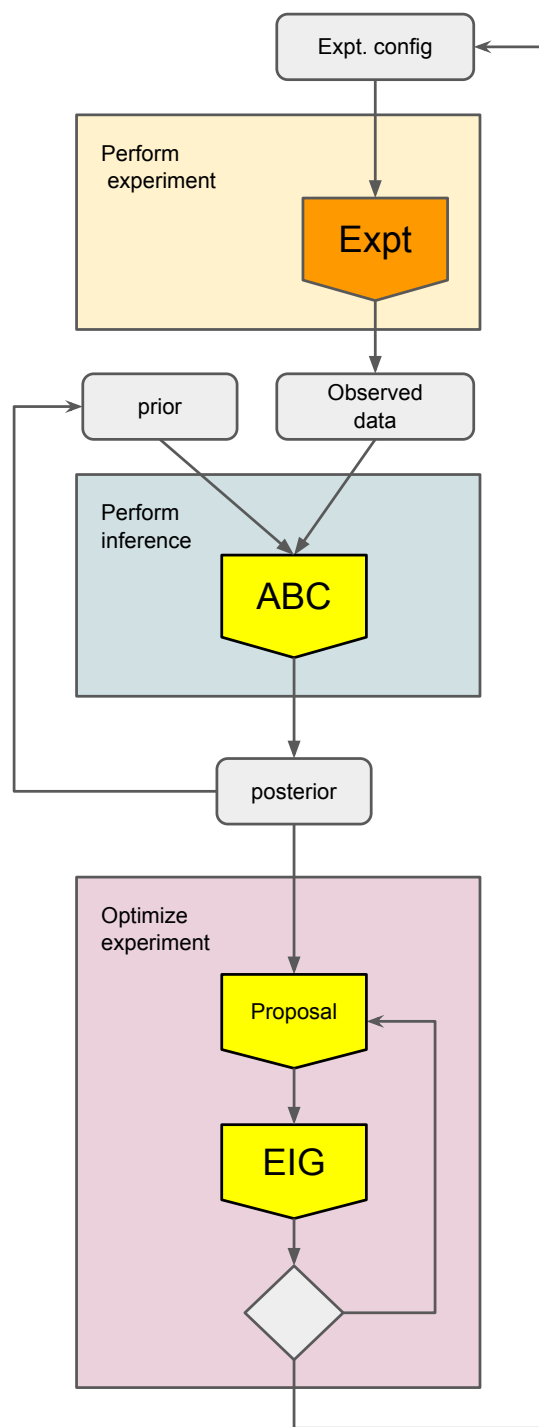 Expt. config
Perform
experiment
Expt
prior
Observed
data
Perform
inference
ABC
posterior
Optimize
experiment
Proposal
EIG